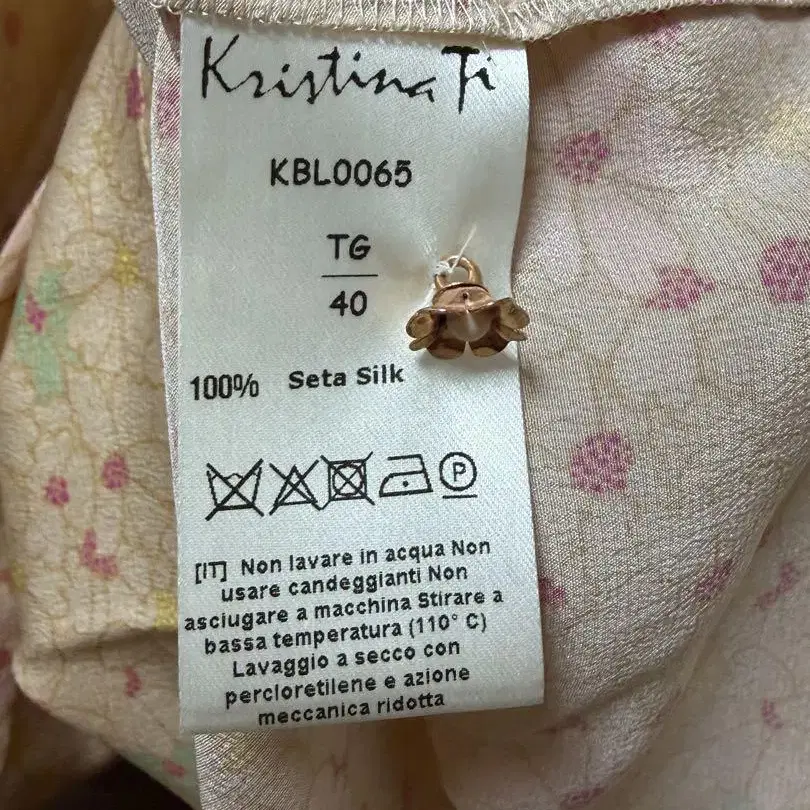 Kristina Ti
KBL0065
TG
40
100% Seta Silk
P
[IT] Non lavare in acqua Non
usare candeggianti Non
asciugare a macchina Stirare a
bassa temperatura (110° C)
Lavaggio a secco con
percloretilene e azione
meccanica ridotta